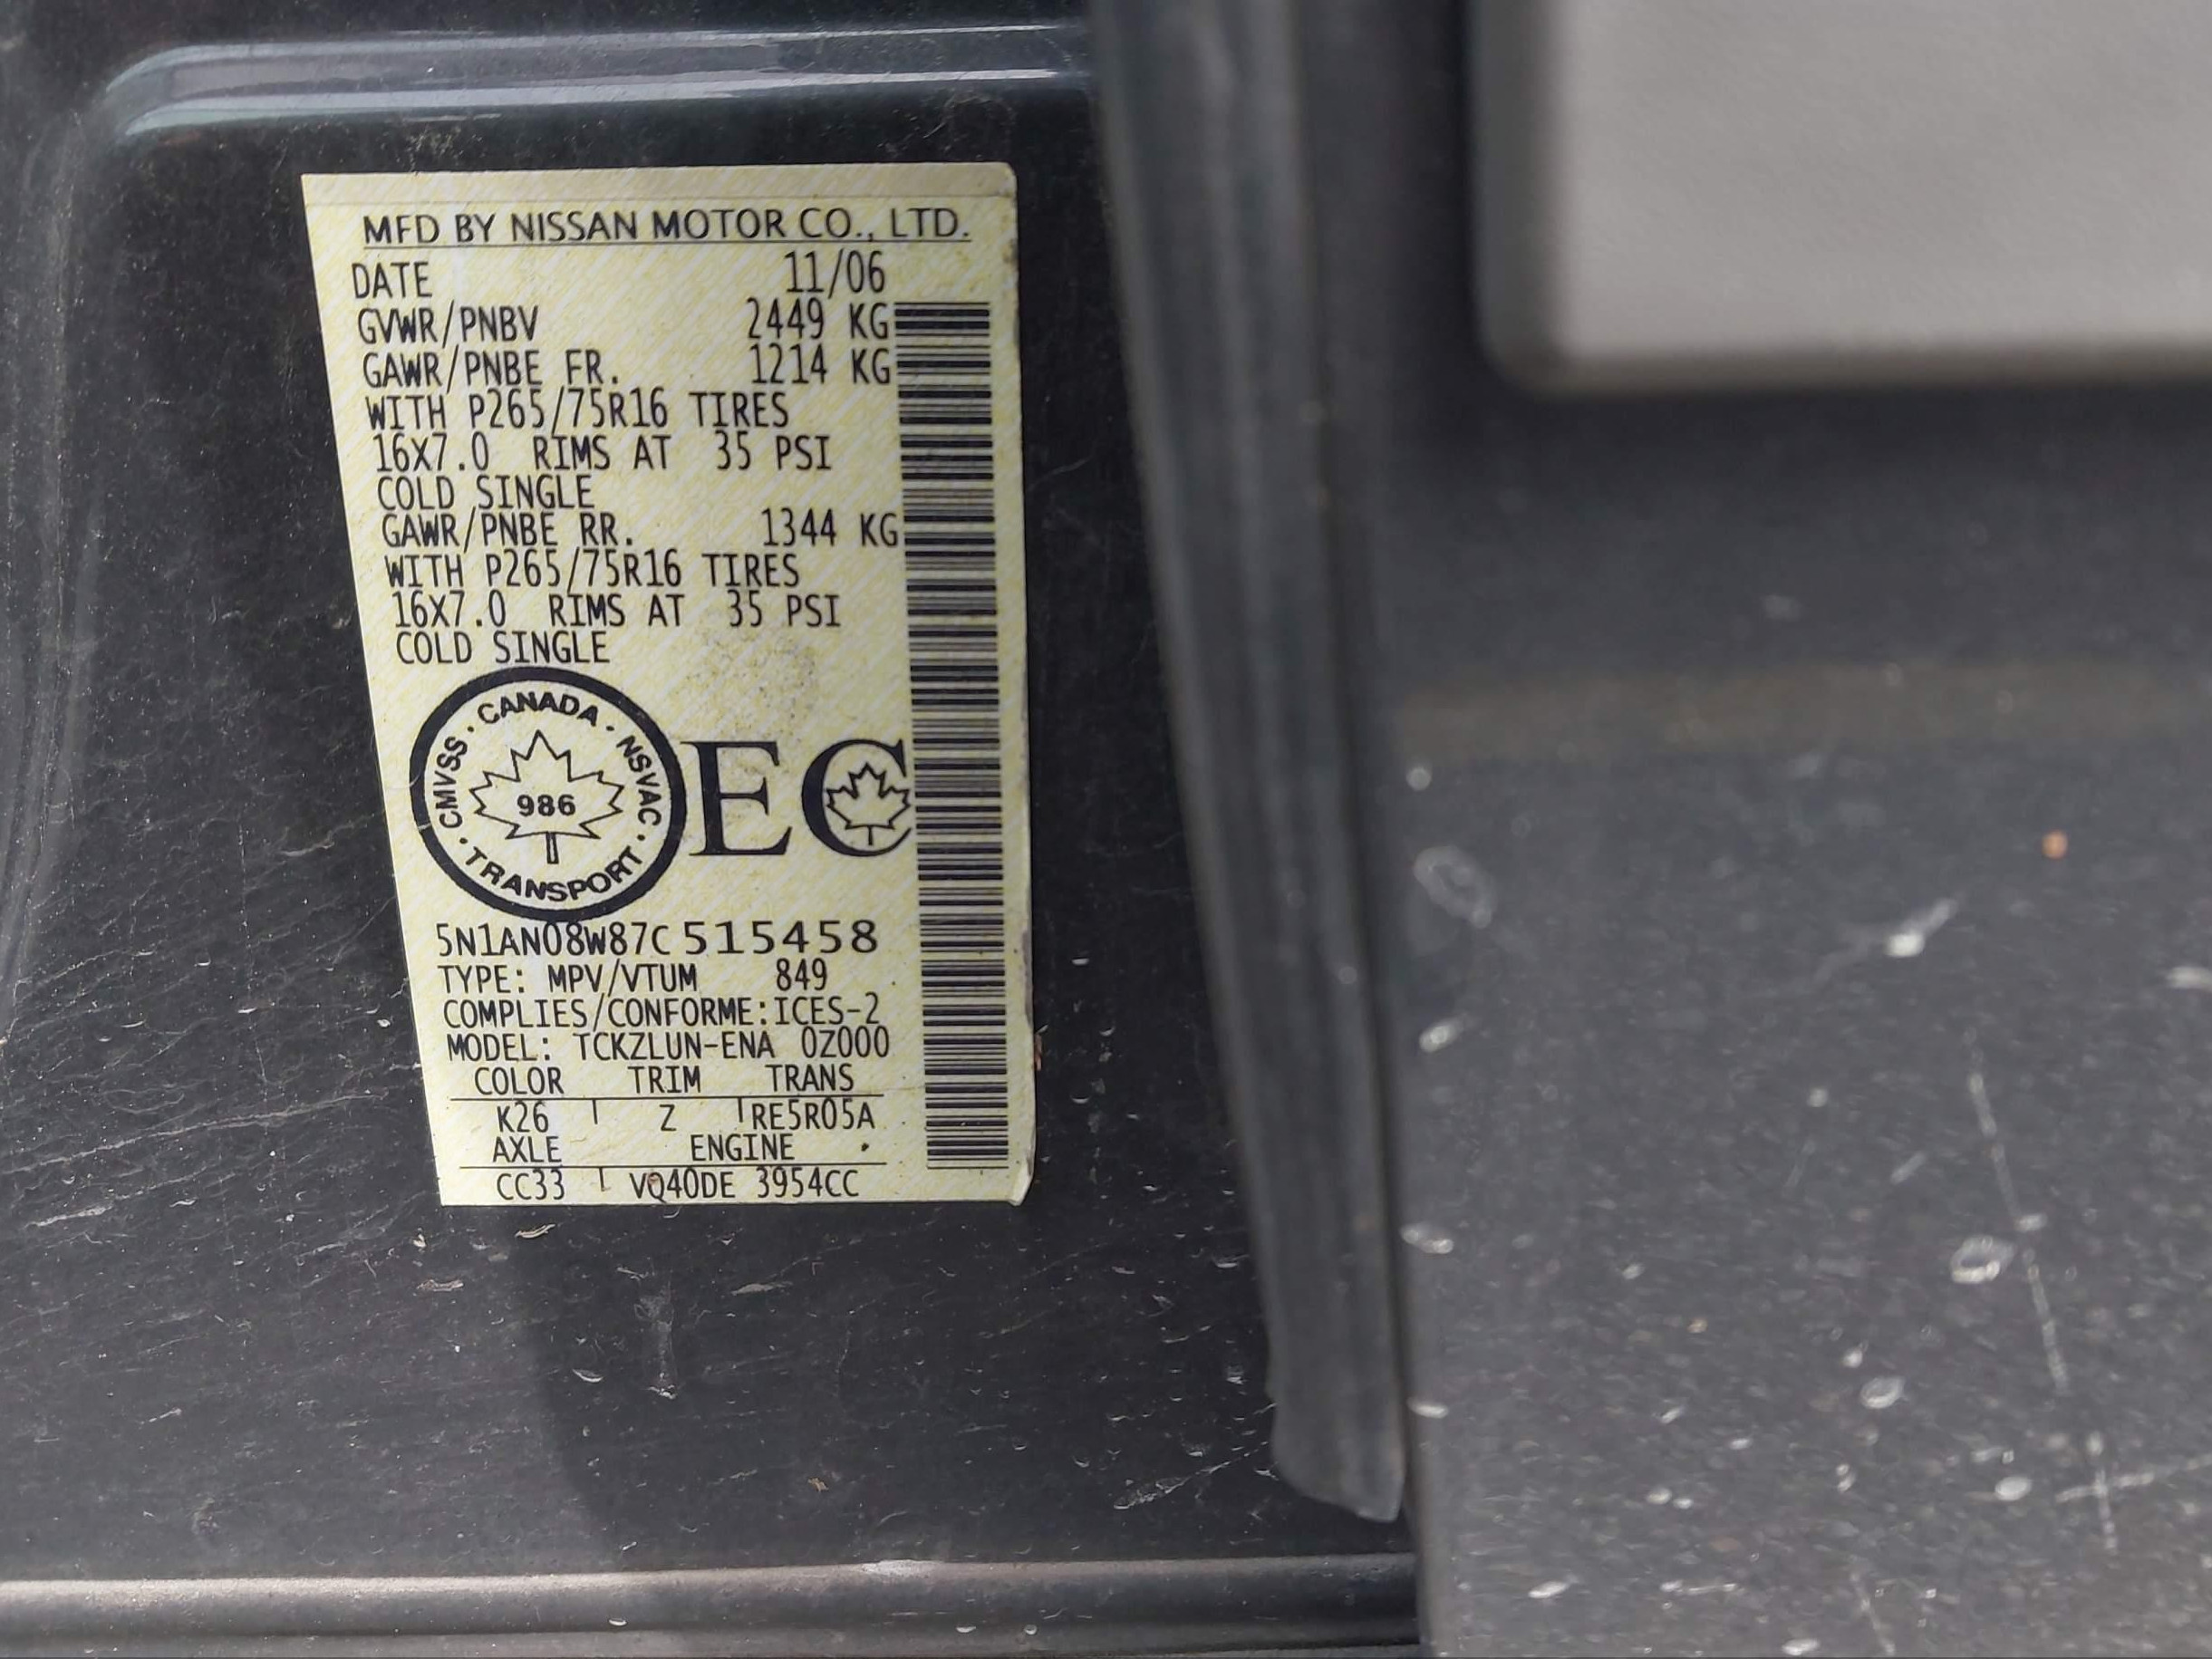 MFD BY NISSAN MOTOR CO., LTD.
DATE 11/06
GVWR/PNBV 2449 KG
GAWR/PNBE FR. 1214 KG
WITH P265/75R16 TIRES
16X7.0 RIMS AT 35 PSI
COLD SINGLE
GAWR/PNBE RR. 1344 KG
WITH P265/75R16 TIRES
16X7.0 RIMS AT 35 PSI
COLD SINGLE
CMVSS · CANADA · NSVAC · TRANSPORT ·
986
EC
5N1AN08W87C515458
TYPE: MPV/VTUM 849
COMPLIES/CONFORME:ICES-2
MODEL: TCKZLUN-ENA 0Z000
COLOR TRIM TRANS
K26 Z RE5R05A
AXLE ENGINE
CC33 VQ40DE 3954CC